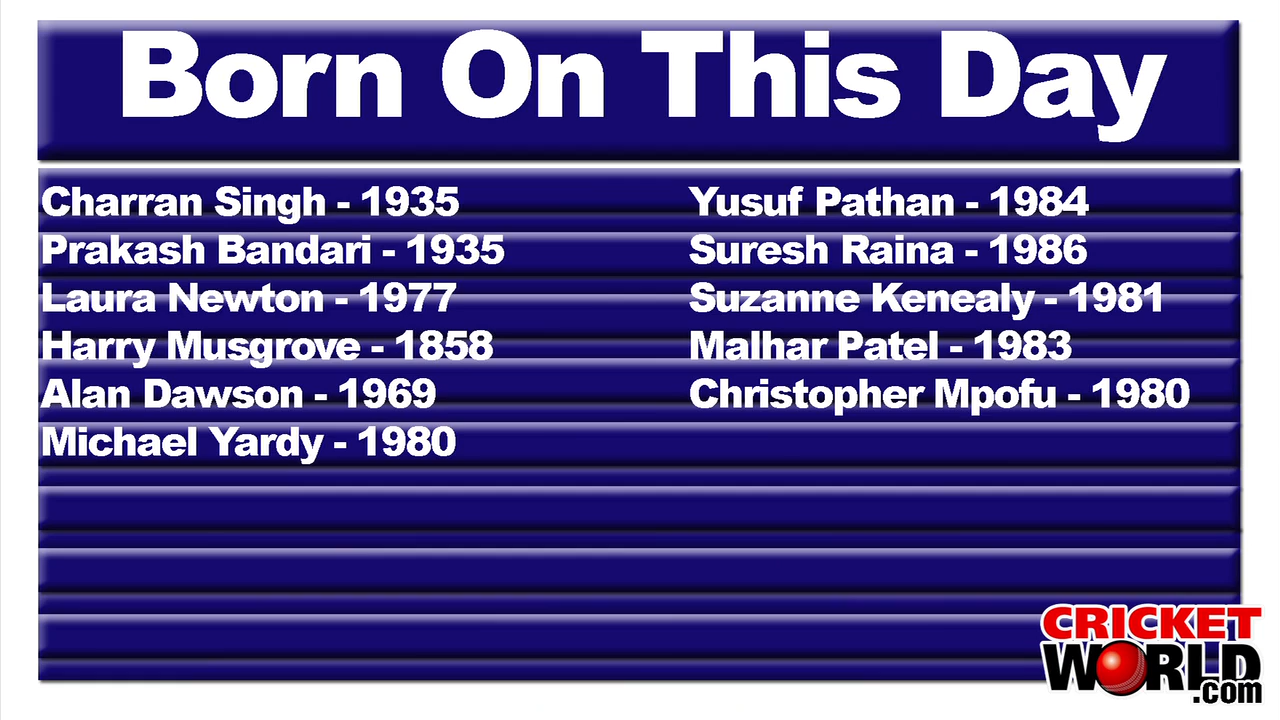 Born On This Day
Charran Singh - 1935
Prakash Bandari - 1935
Laura Newton - 1977
Harry Musgrove - 1858
Alan Dawson - 1969
Michael Yardy - 1980
Yusuf Pathan - 1984
Suresh Raina - 1986
Suzanne Kenealy - 1981
Malhar Patel - 1983
Christopher Mpofu - 1980
CRICKET
WORLD
.com